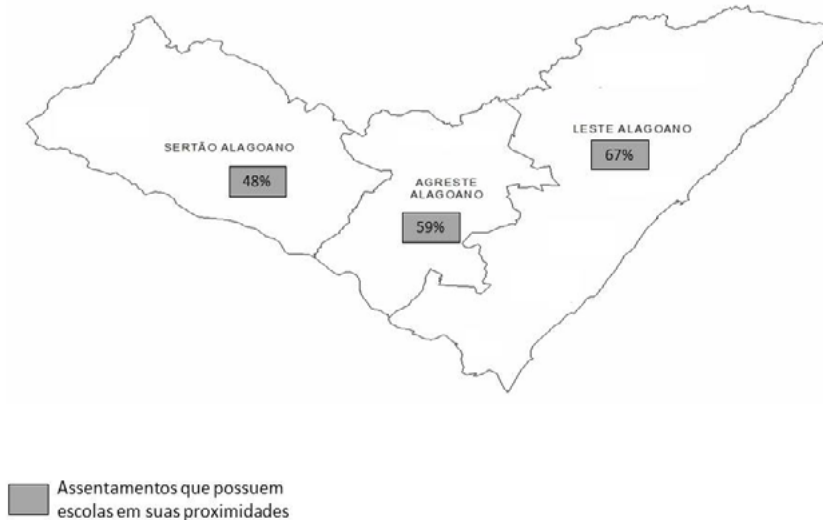 LESTE ALAGOANO
67%
SERTÃO ALAGOANO
48%
AGRESTE
ALAGOANO
59%
Assentamentos que possuem
escolas em suas proximidades